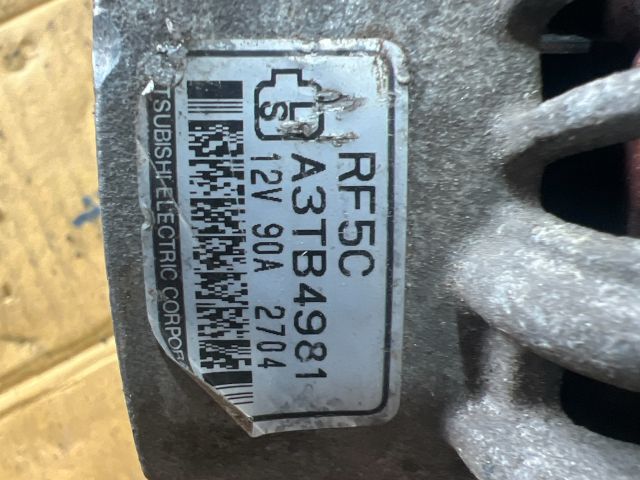 RF5C
A3TB4981
S
12V 90A 2704
TSUBISHI ELECTRIC CORPOR